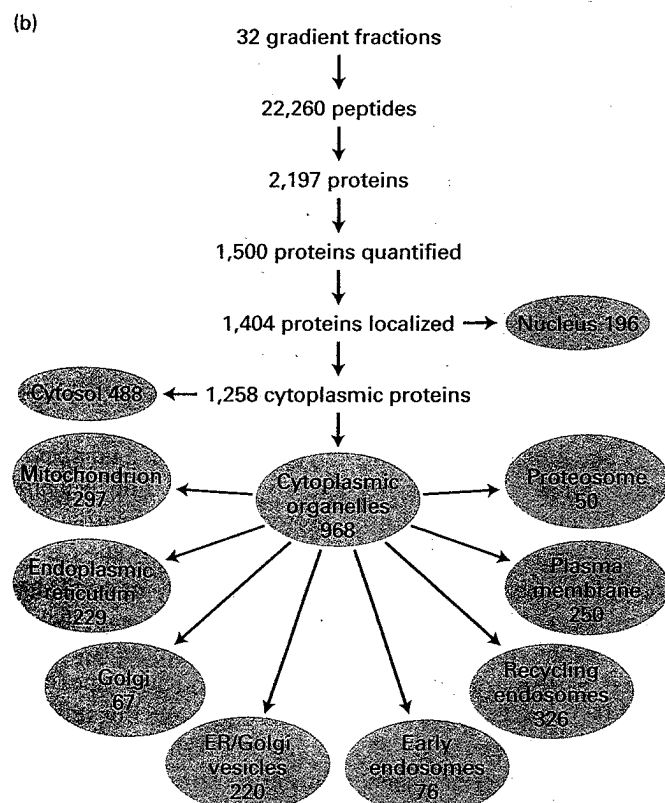 (b)
32 gradient fractions
22,260 peptides
2,197 proteins
1,500 proteins quantified
1,404 proteins localized
Nucleus 196
Cytosol 488
1,258 cytoplasmic proteins
Mitochondrion
297
Cytoplasmic
organelles
968
Proteosome
50
Endoplasmic
reticulum
229
Plasma
membrane
250
Golgi
67
Recycling
endosomes
326
ER/Golgi
vesicles
220
Early
endosomes
76